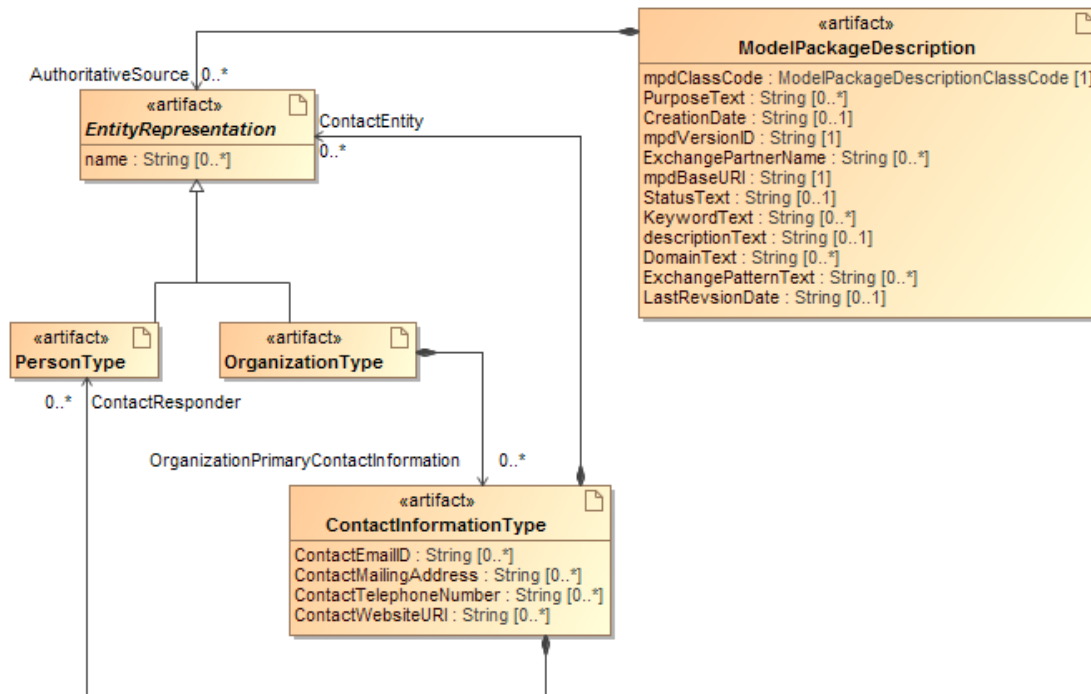 «artifact»
ModelPackageDescription
mpdClassCode : ModelPackageDescriptionClassCode [1]
PurposeText : String [0..*]
CreationDate : String [0..1]
mpdVersionID : String [1]
ExchangePartnerName : String [0..*]
mpdBaseURI : String [1]
StatusText : String [0..1]
KeywordText : String [0..*]
descriptionText : String [0..1]
DomainText : String [0..*]
ExchangePatternText : String [0..*]
LastRevsionDate : String [0..1]
AuthoritativeSource 0..*
«artifact»
EntityRepresentation
name : String [0..*]
ContactEntity
0..*
«artifact»
PersonType
«artifact»
OrganizationType
0..* ContactResponder
OrganizationPrimaryContactInformation 0..*
«artifact»
ContactInformationType
ContactEmailID : String [0..*]
ContactMailingAddress : String [0..*]
ContactTelephoneNumber : String [0..*]
ContactWebsiteURI : String [0..*]